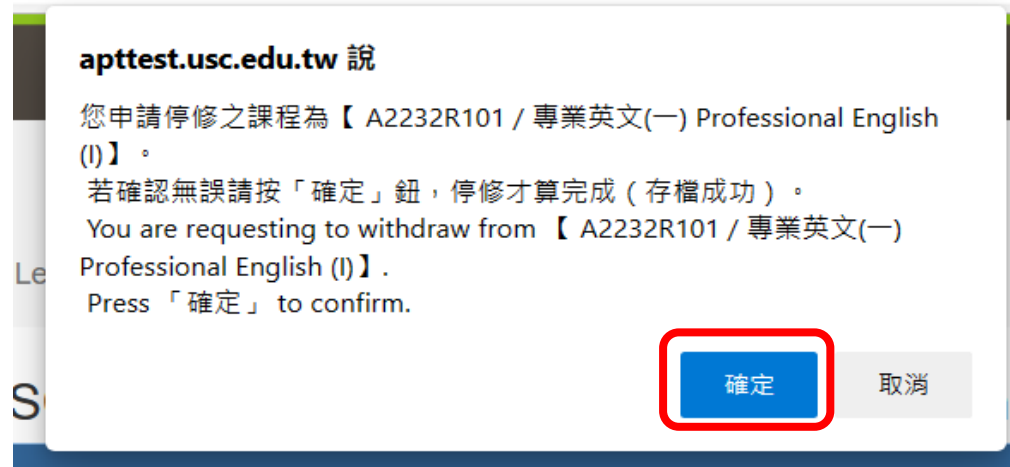 apttest.usc.edu.tw 說
您申請停修之課程為【 A2232R101 / 專業英文(一) Professional English
(I)】。
若確認無誤請按「確定」鈕，停修才算完成（存檔成功）。
You are requesting to withdraw from 【 A2232R101 / 專業英文(一)
Professional English (I)】.
Press 「確定」 to confirm.
Le
確定 取消